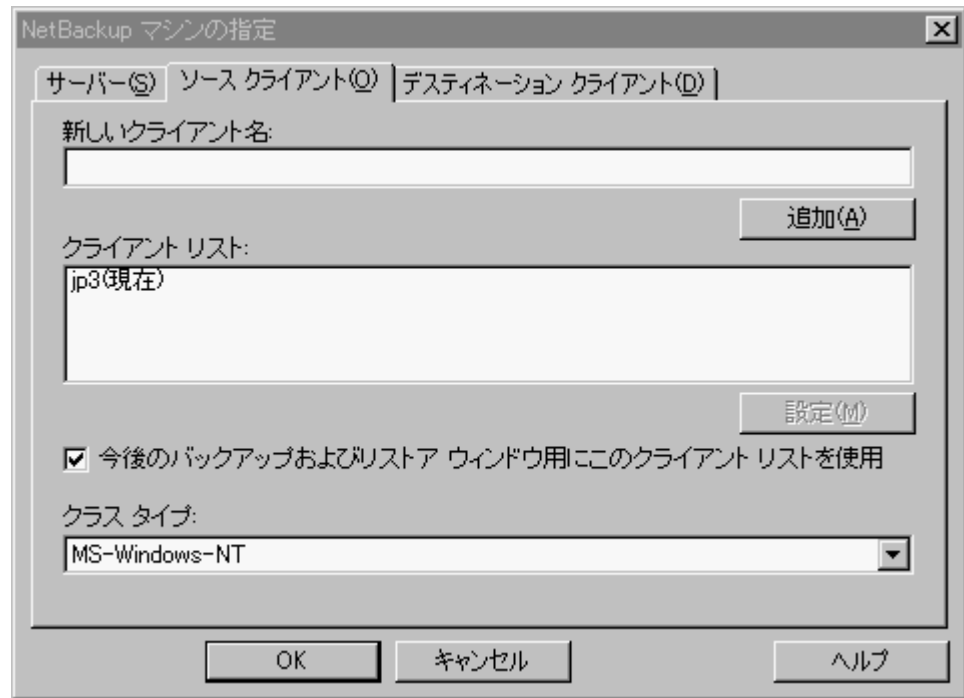 NetBackup マシンの指定
サーバー(S) ソース クライアント(O) デスティネーション クライアント(D)
新しいクライアント名:
追加(A)
クライアント リスト:
jp3(現在)
設定(M)
今後のバックアップおよびリストア ウィンドウ用にこのクライアント リストを使用
クラス タイプ:
MS-Windows-NT
OK キャンセル ヘルプ